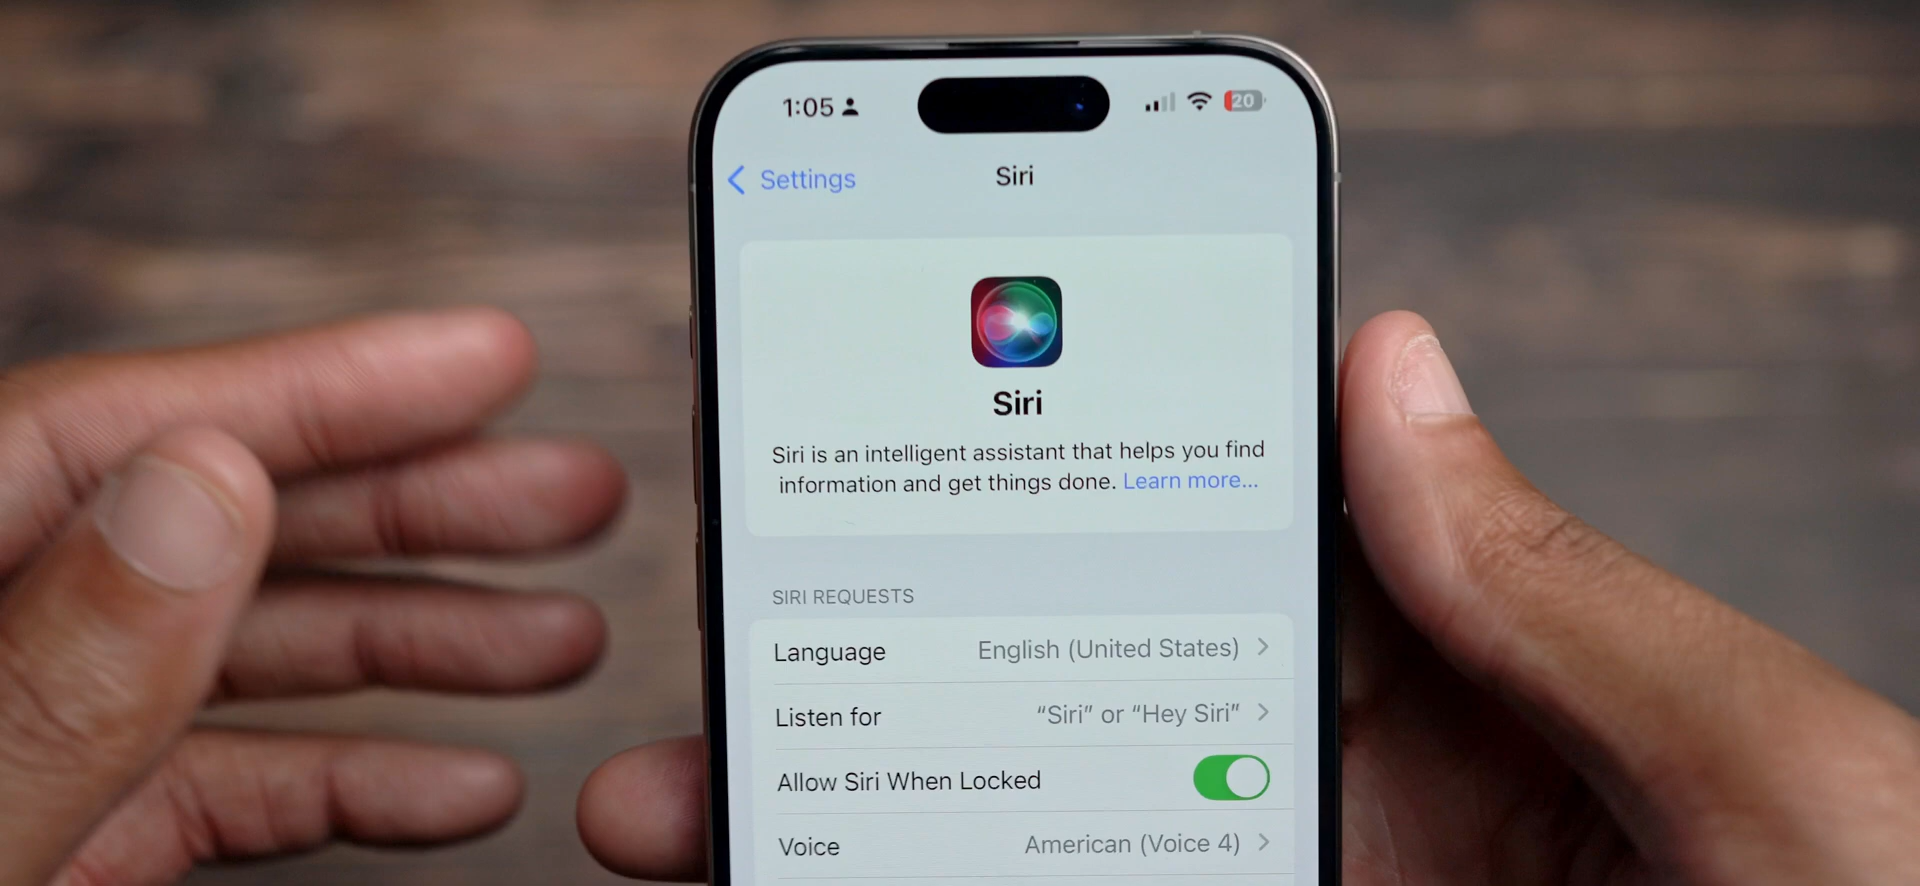 1:05
20
Settings
Siri
Siri
Siri is an intelligent assistant that helps you find
information and get things done. Learn more...
SIRI REQUESTS
Language English (United States)
Listen for “Siri” or “Hey Siri”
Allow Siri When Locked
Voice American (Voice 4)